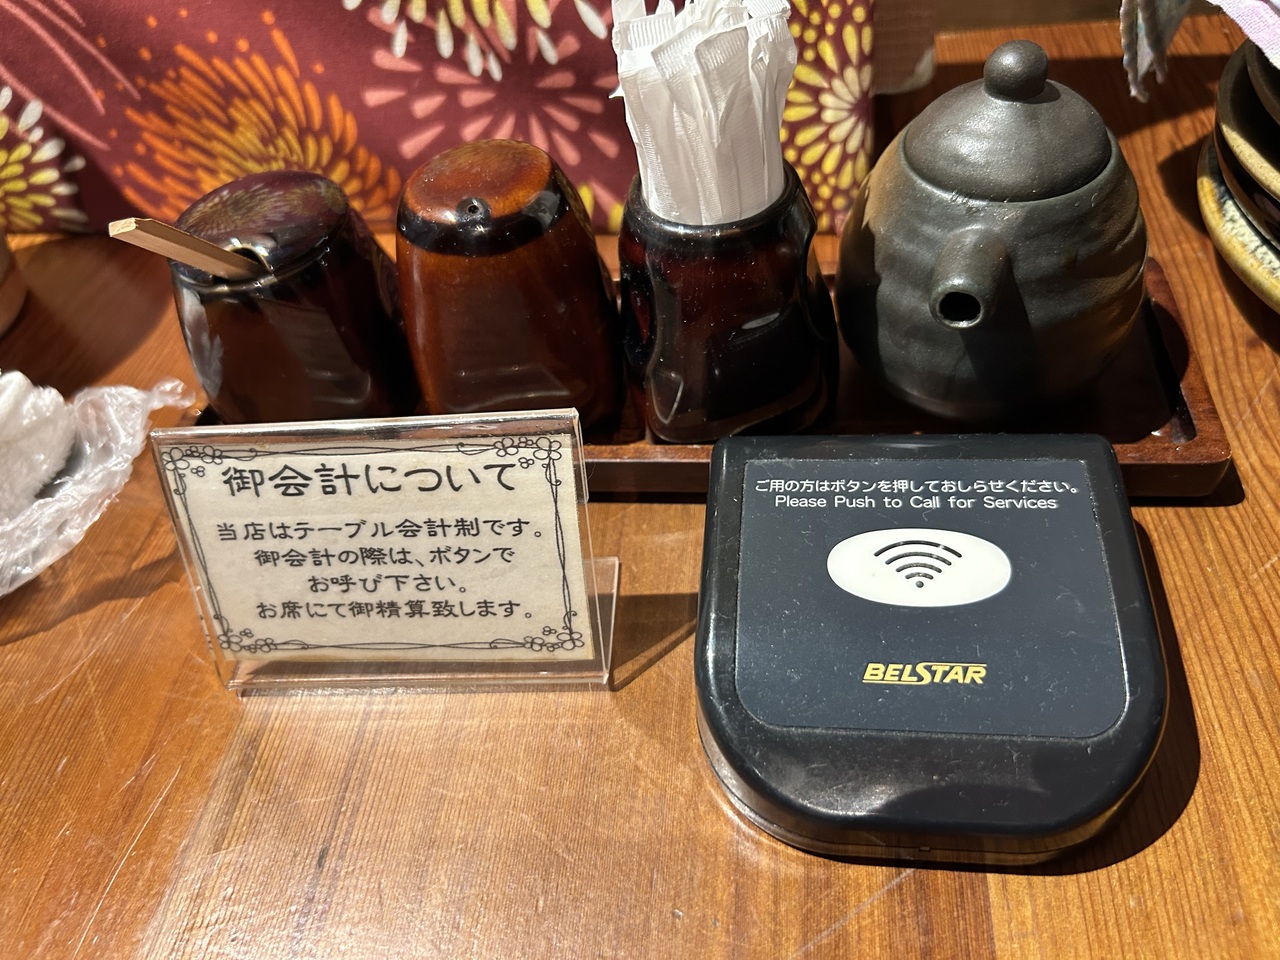 御会計について
当店はテーブル会計制です。
御会計の際は、ボタンで
お呼び下さい。
お席にて御精算致します。
ご用の方はボタンを押しておしらせください。
Please Push to Call for Services
BELSTAR